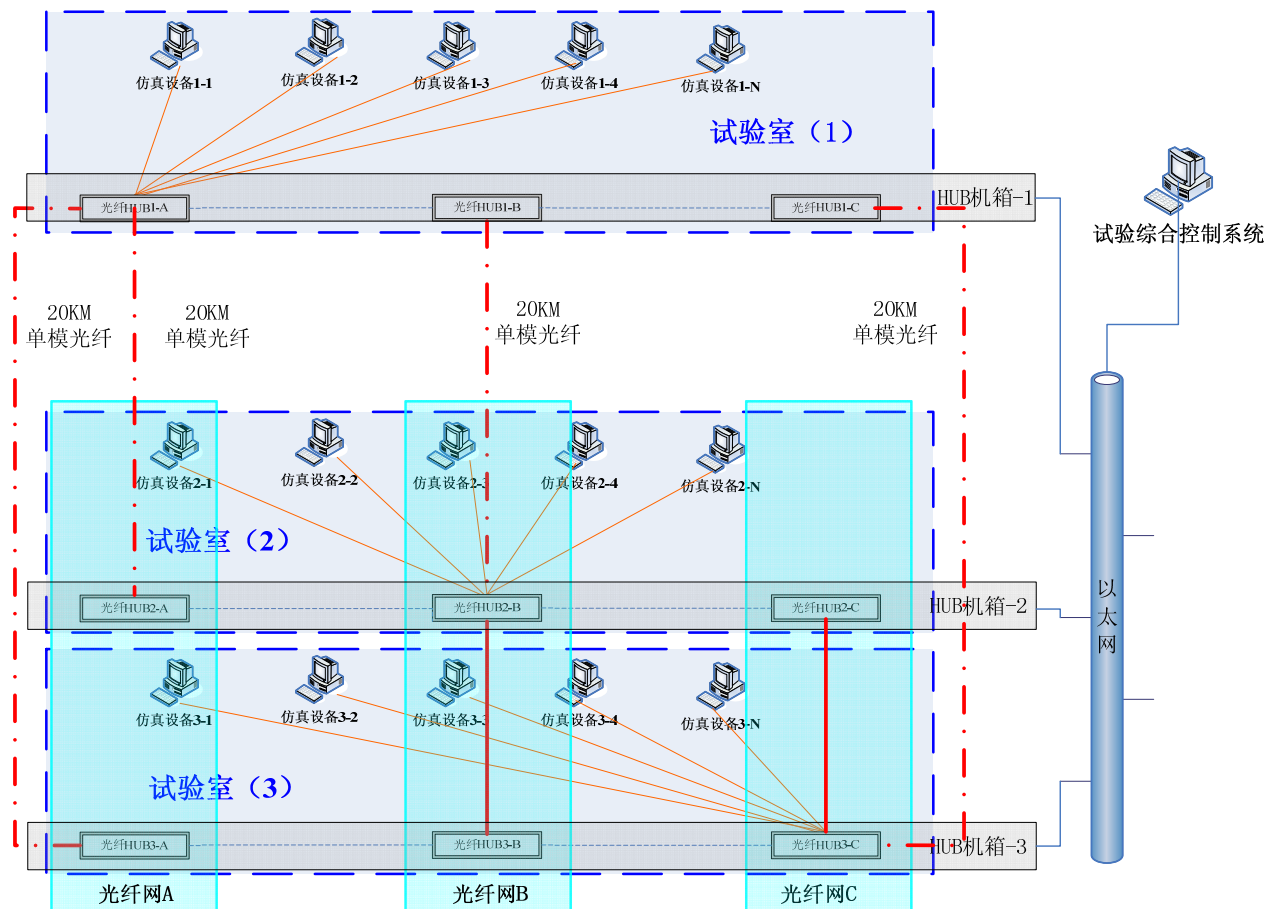 仿真设备1-1
仿真设备1-2
仿真设备1-3
仿真设备1-4
仿真设备1-N
试验室（1）
光纤HUB1-A
光纤HUB1-B
光纤HUB1-C
HUB机箱-1
试验综合控制系统
20KM
单模光纤
20KM
单模光纤
20KM
单模光纤
20KM
单模光纤
仿真设备2-1
仿真设备2-2
仿真设备2-3
仿真设备2-4
仿真设备2-N
试验室（2）
光纤HUB2-A
光纤HUB2-B
光纤HUB2-C
HUB机箱-2
以太网
仿真设备3-1
仿真设备3-2
仿真设备3-3
仿真设备3-4
仿真设备3-N
试验室（3）
光纤HUB3-A
光纤HUB3-B
光纤HUB3-C
HUB机箱-3
光纤网A
光纤网B
光纤网C